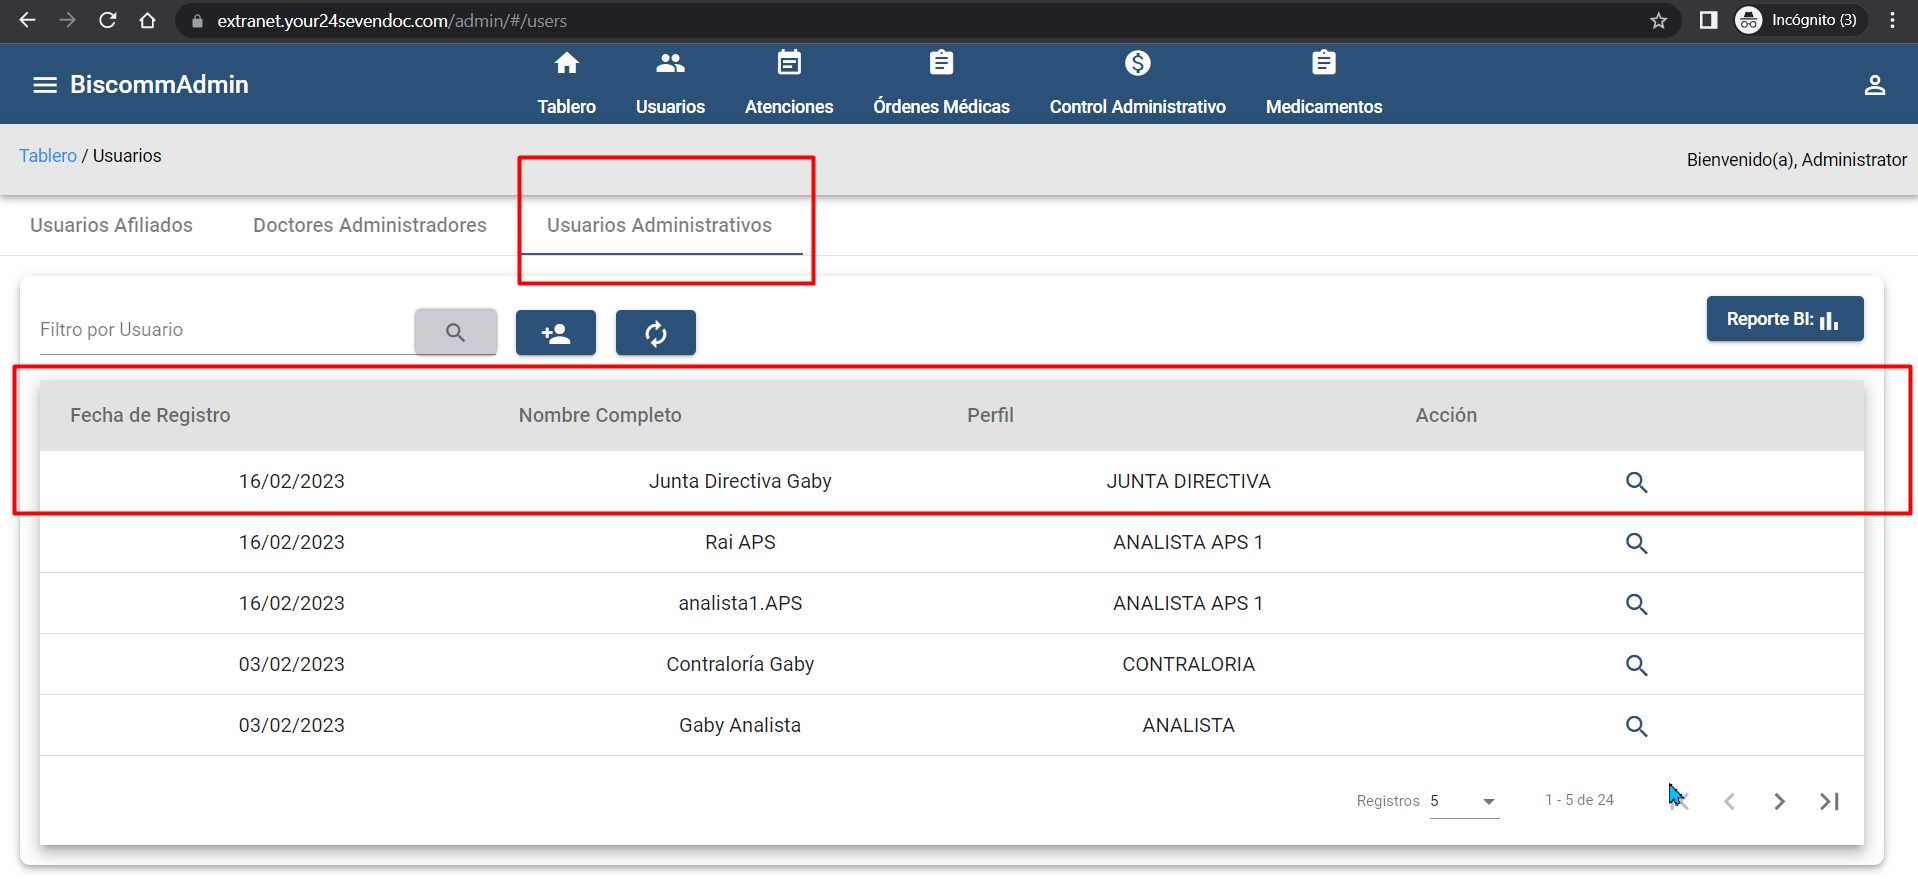 extranet.your24sevendoc.com/admin/#/users
Incógnito (3)
BiscommAdmin
Tablero
Usuarios
Atenciones
Órdenes Médicas
Control Administrativo
Medicamentos
Tablero / Usuarios
Bienvenido(a), Administrator
Usuarios Afiliados
Doctores Administradores
Usuarios Administrativos
Filtro por Usuario
Reporte BI:
Fecha de Registro Nombre Completo Perfil Acción
16/02/2023 Junta Directiva Gaby JUNTA DIRECTIVA
16/02/2023 Rai APS ANALISTA APS 1
16/02/2023 analista1.APS ANALISTA APS 1
03/02/2023 Contraloría Gaby CONTRALORIA
03/02/2023 Gaby Analista ANALISTA
Registros 5 1 - 5 de 24